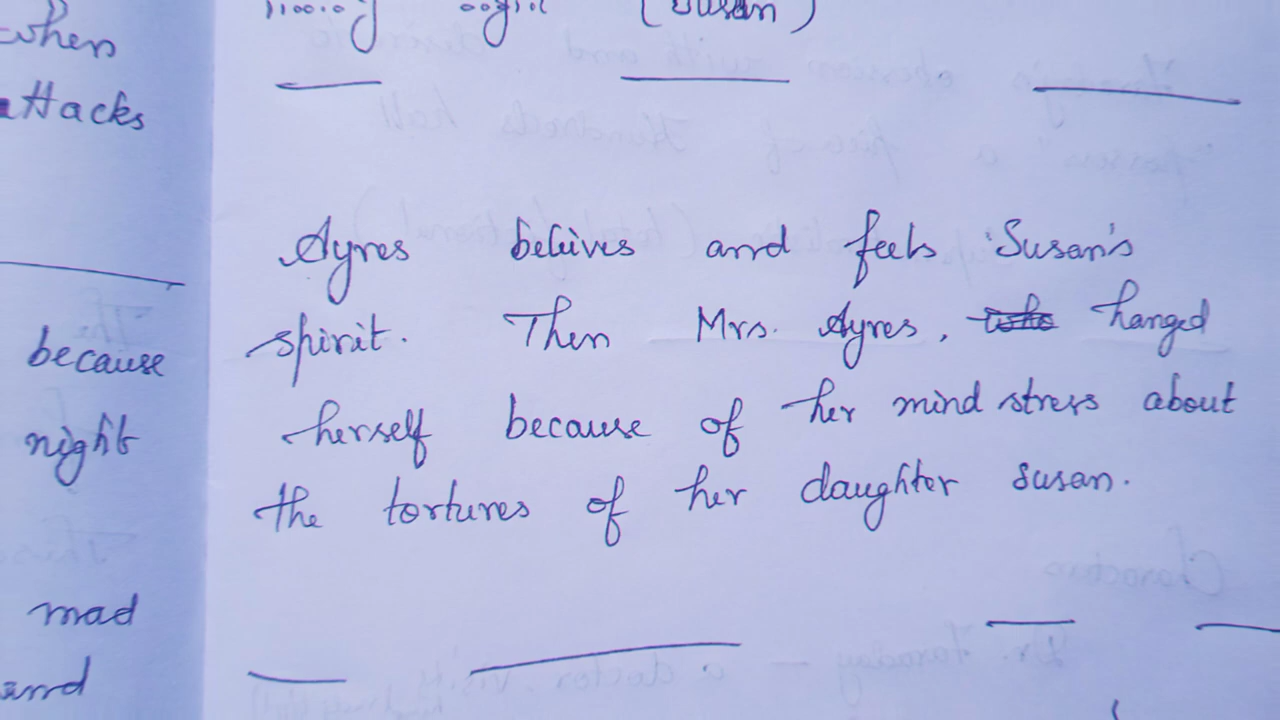 when
attacks
because
night
mad
and
(Susan)
Ayres beleives and feels Susan's
spirit. Then Mrs. Ayres, hanged
herself because of her mind stress about
the tortures of her daughter susan.